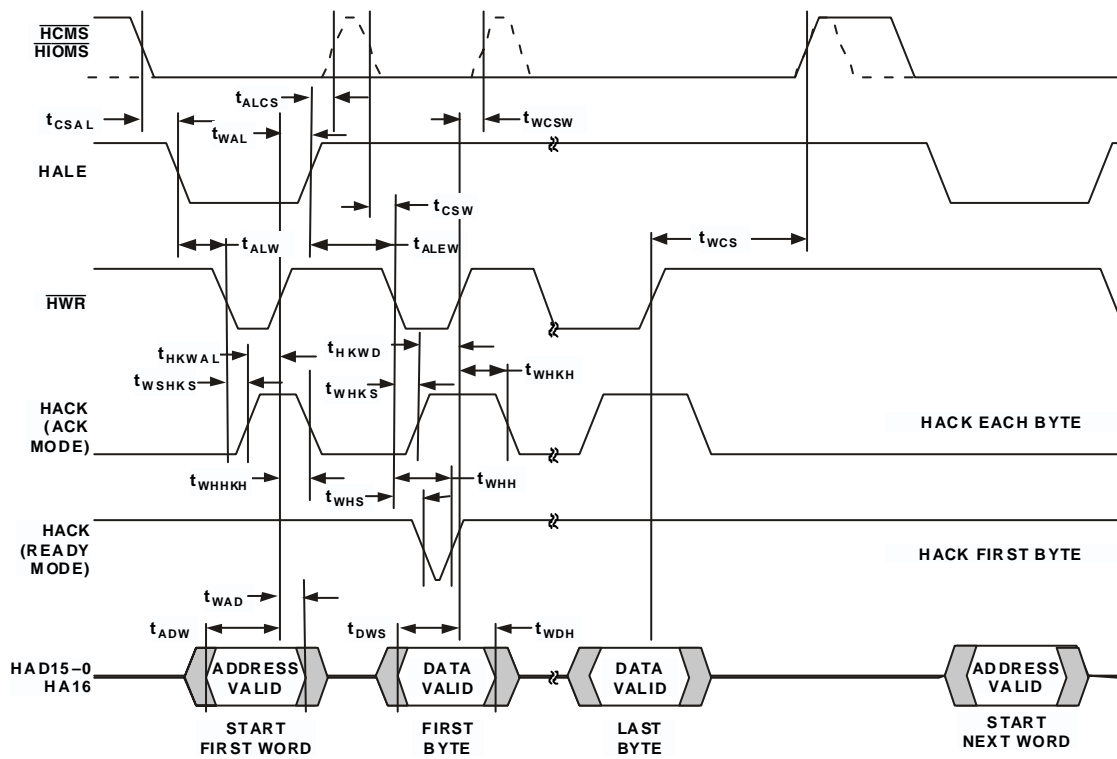 HCMS
HIOMS
tALCS
tCSAL
tWAL
tWCSW
HALE
tCSW
tALW
tALEW
tWCS
HWR
tHKWAL
tHKWD
tWSHKS
tWHKS
tWHKH
HACK
(ACK
MODE)
HACK EACH BYTE
tWHHKH
tWHS
tWHH
HACK
(READY
MODE)
HACK FIRST BYTE
tWAD
tADW
tDWS
tWDH
HAD15–0
HA16
ADDRESS
VALID
DATA
VALID
DATA
VALID
ADDRESS
VALID
START
FIRST WORD
FIRST
BYTE
LAST
BYTE
START
NEXT WORD